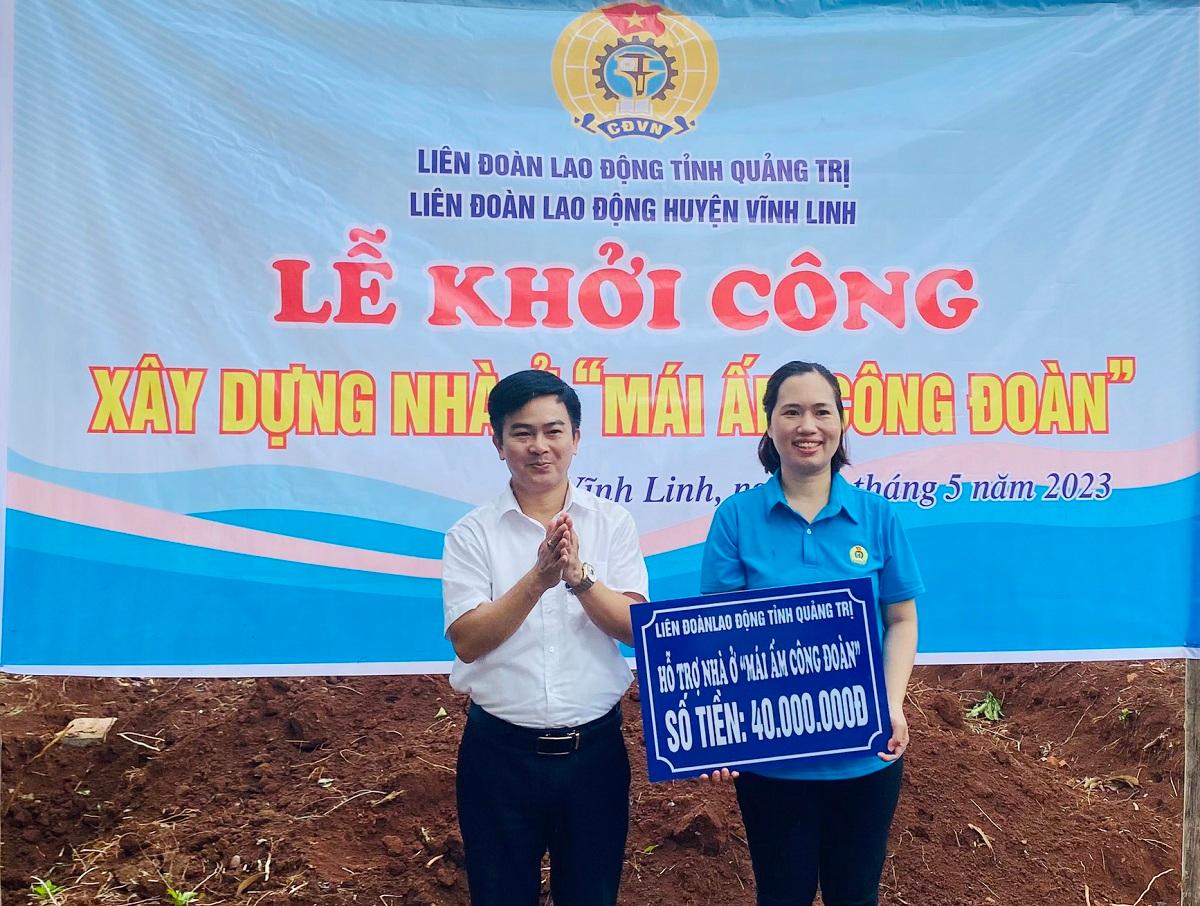 CĐVN
LIÊN ĐOÀN LAO ĐỘNG TỈNH QUẢNG TRỊ
LIÊN ĐOÀN LAO ĐỘNG HUYỆN VĨNH LINH
LỄ KHỞI CÔNG
XÂY DỰNG NHÀ Ở “MÁI ẤM CÔNG ĐOÀN”
Vĩnh Linh, tháng 5 năm 2023
LIÊN ĐOÀNLAO ĐỘNG TỈNH QUẢNG TRỊ
HỖ TRỢ NHÀ Ở “MÁI ẤM CÔNG ĐOÀN”
SỐ TIỀN: 40.000.000Đ